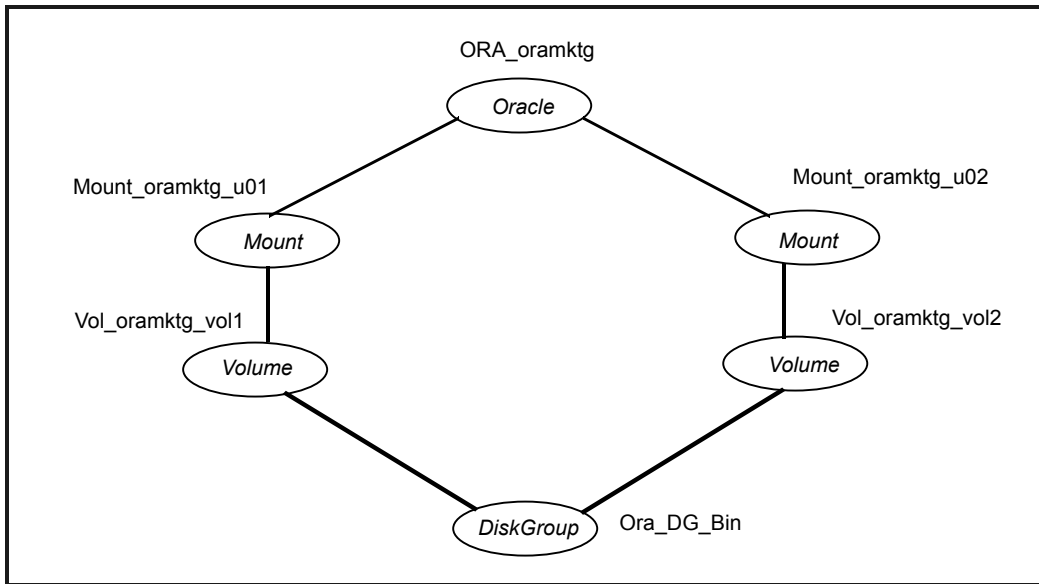 ORA_oramktg
Oracle
Mount_oramktg_u01
Mount_oramktg_u02
Mount
Mount
Vol_oramktg_vol1
Vol_oramktg_vol2
Volume
Volume
DiskGroup
Ora_DG_Bin